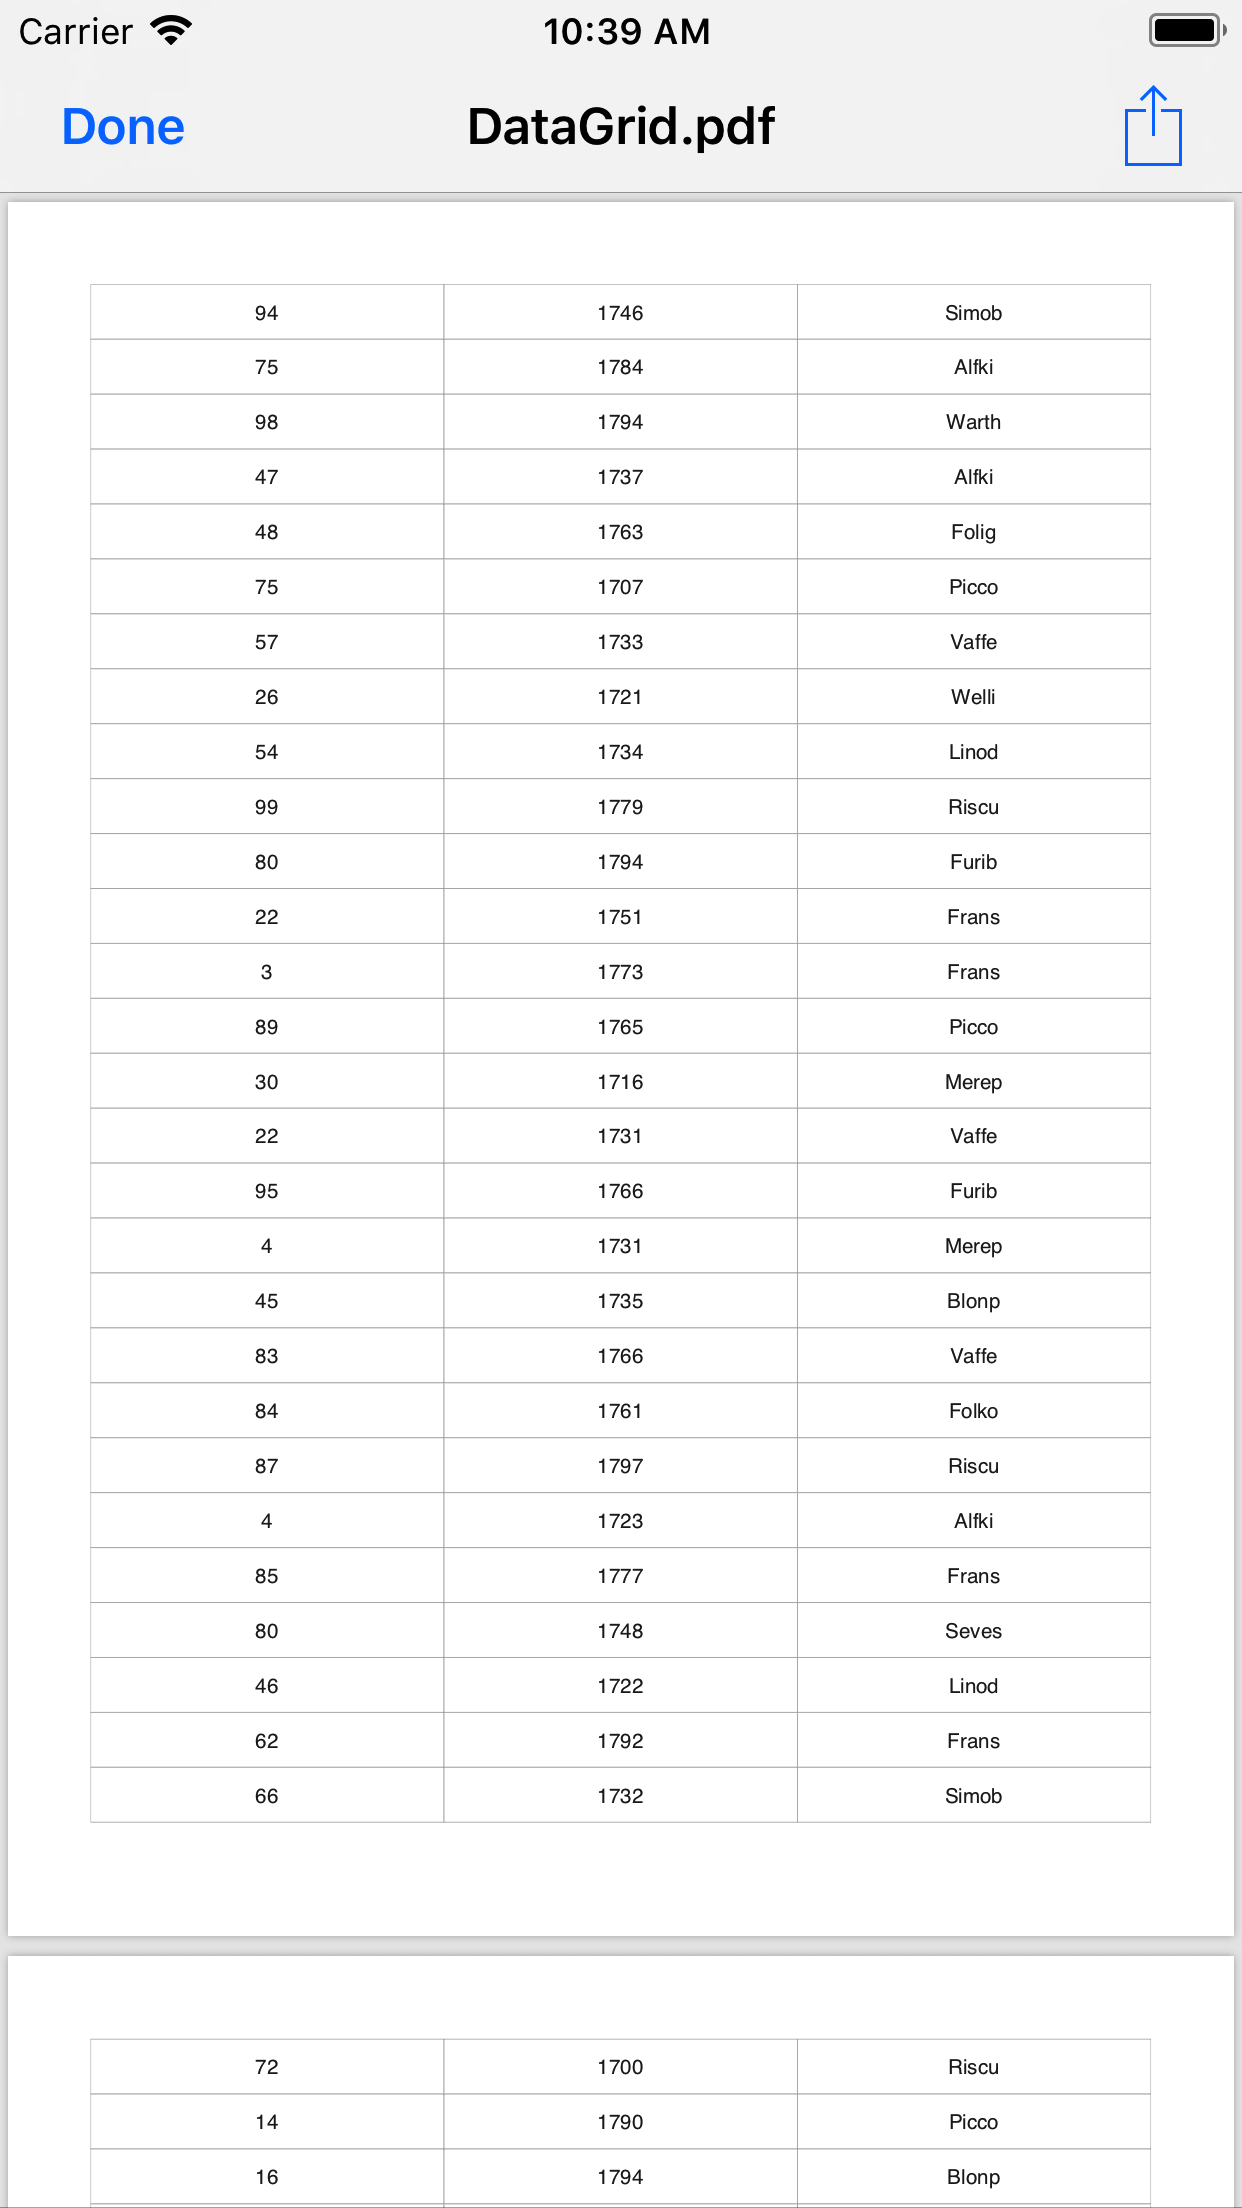 Carrier 10:39 AM
Done DataGrid.pdf
94 1746 Simob
75 1784 Alfki
98 1794 Warth
47 1737 Alfki
48 1763 Folig
75 1707 Picco
57 1733 Vaffe
26 1721 Welli
54 1734 Linod
99 1779 Riscu
80 1794 Furib
22 1751 Frans
3 1773 Frans
89 1765 Picco
30 1716 Merep
22 1731 Vaffe
95 1766 Furib
4 1731 Merep
45 1735 Blonp
83 1766 Vaffe
84 1761 Folko
87 1797 Riscu
4 1723 Alfki
85 1777 Frans
80 1748 Seves
46 1722 Linod
62 1792 Frans
66 1732 Simob
72 1700 Riscu
14 1790 Picco
16 1794 Blonp